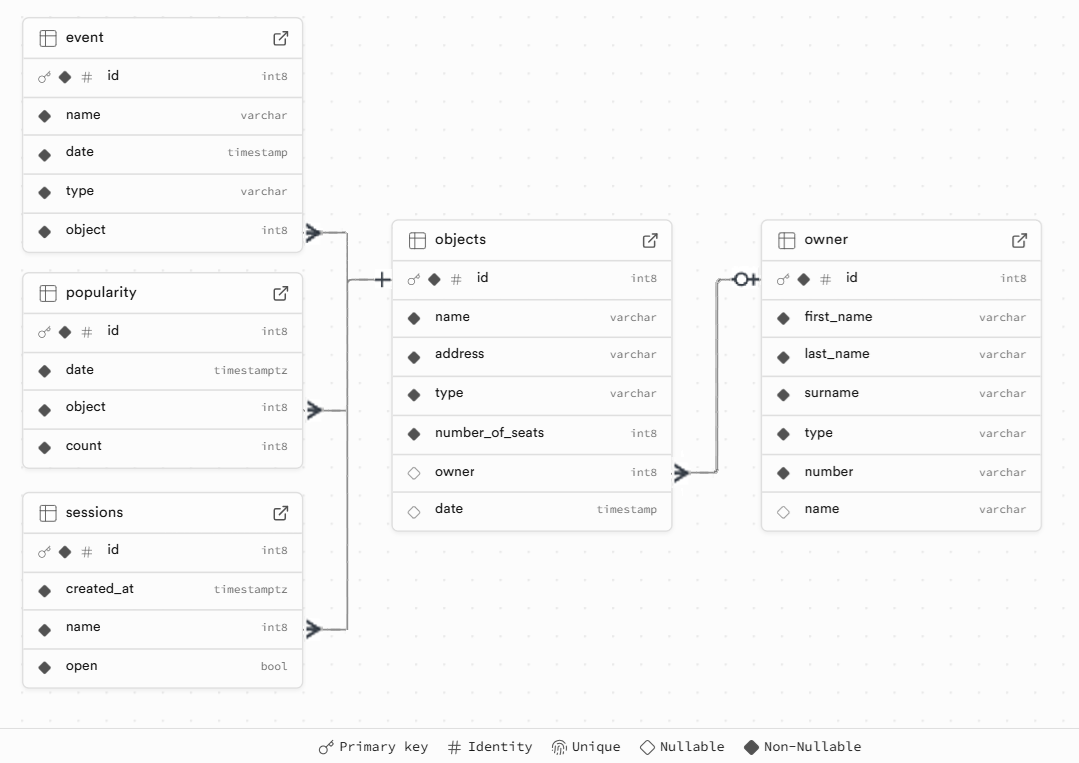 event
id int8
name varchar
date timestamp
type varchar
object int8
popularity
id int8
date timestamptz
object int8
count int8
sessions
id int8
created_at timestamptz
name int8
open bool
objects
id int8
name varchar
address varchar
type varchar
number_of_seats int8
owner int8
date timestamp
owner
id int8
first_name varchar
last_name varchar
surname varchar
type varchar
number varchar
name varchar
Primary key Identity Unique Nullable Non-Nullable